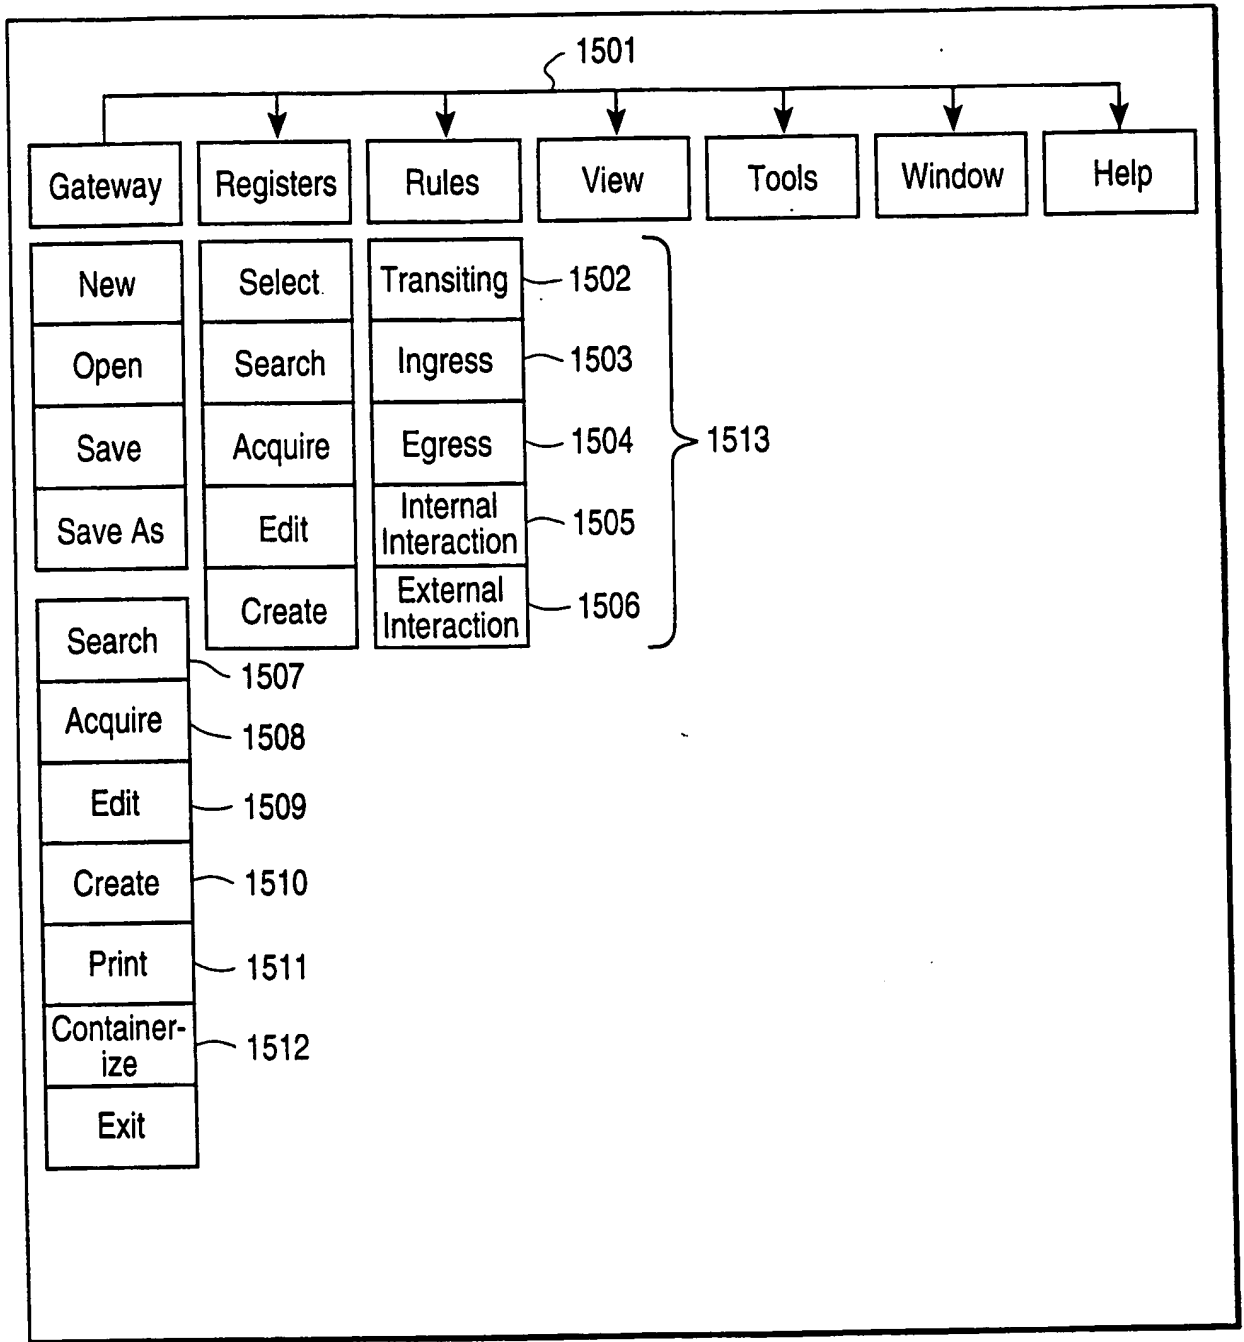 1501
Gateway
Registers
Rules
View
Tools
Window
Help
New
Open
Save
Save As
Search
1507
Acquire
1508
Edit
1509
Create
1510
Print
1511
Container-
ize
1512
Exit
Select
Search
Acquire
Edit
Create
Transiting
1502
Ingress
1503
Egress
1504
Internal
Interaction
1505
External
Interaction
1506
1513